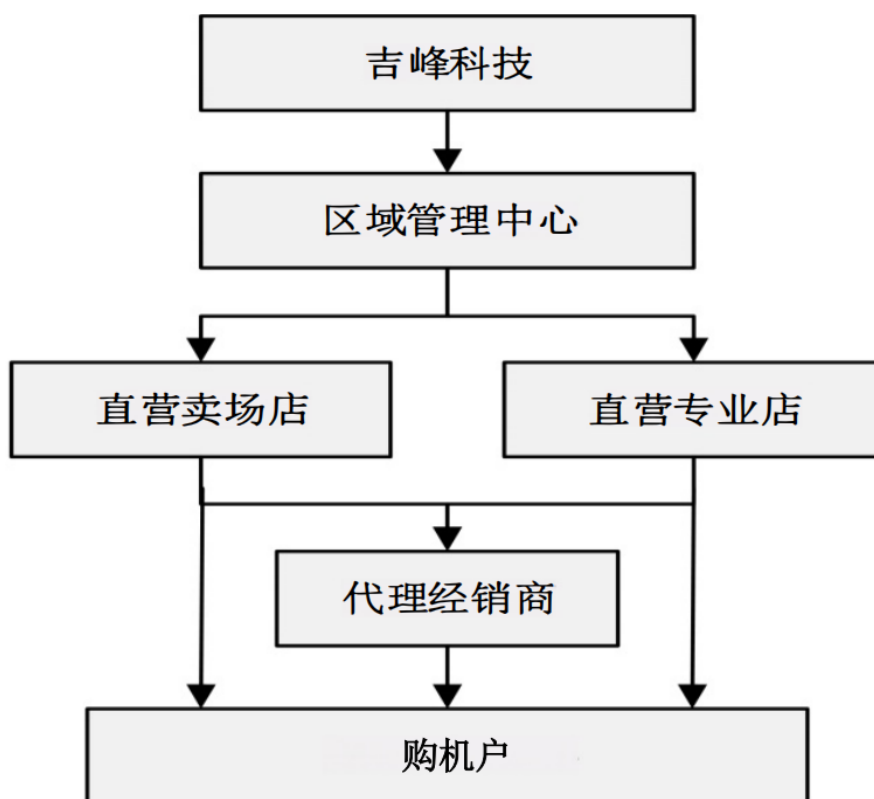 吉峰科技
区域管理中心
直营卖场店
直营专业店
代理经销商
购机户